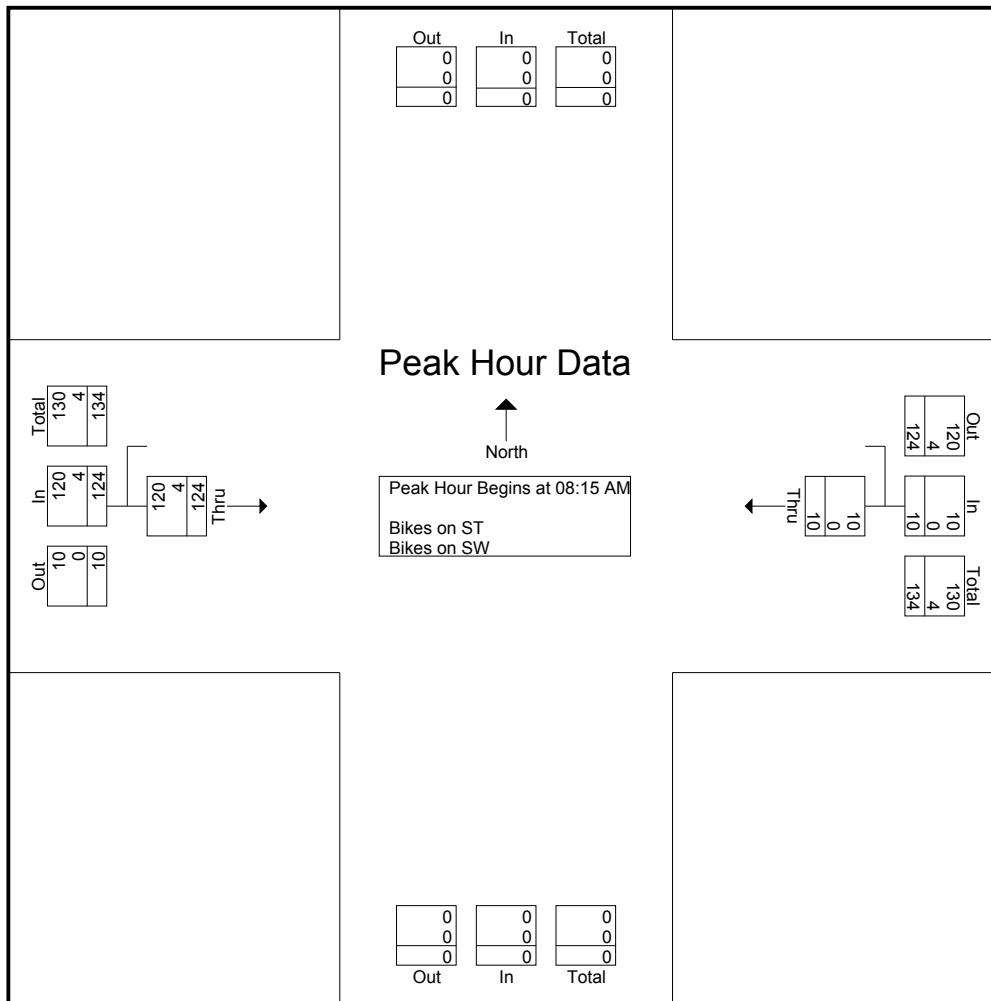 Out In Total
0 0 0
0 0 0
0 0 0
Peak Hour Data
North
Peak Hour Begins at 08:15 AM
Bikes on ST
Bikes on SW
Total
130
4
134
In
120
4
124
Out
10
0
10
120
4
124
Thru
Thru
10
0
10
Out
120
4
124
In
10
0
10
Total
130
4
134
0 0 0
0 0 0
0 0 0
Out In Total